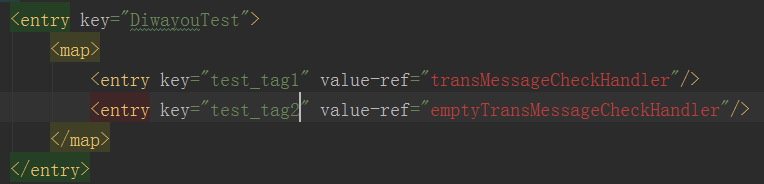 <entry key="DiwayouTest">
<map>
<entry key="test_tag1" value-ref="transMessageCheckHandler"/>
<entry key="test_tag2" value-ref="emptyTransMessageCheckHandler"/>
</map>
</entry>